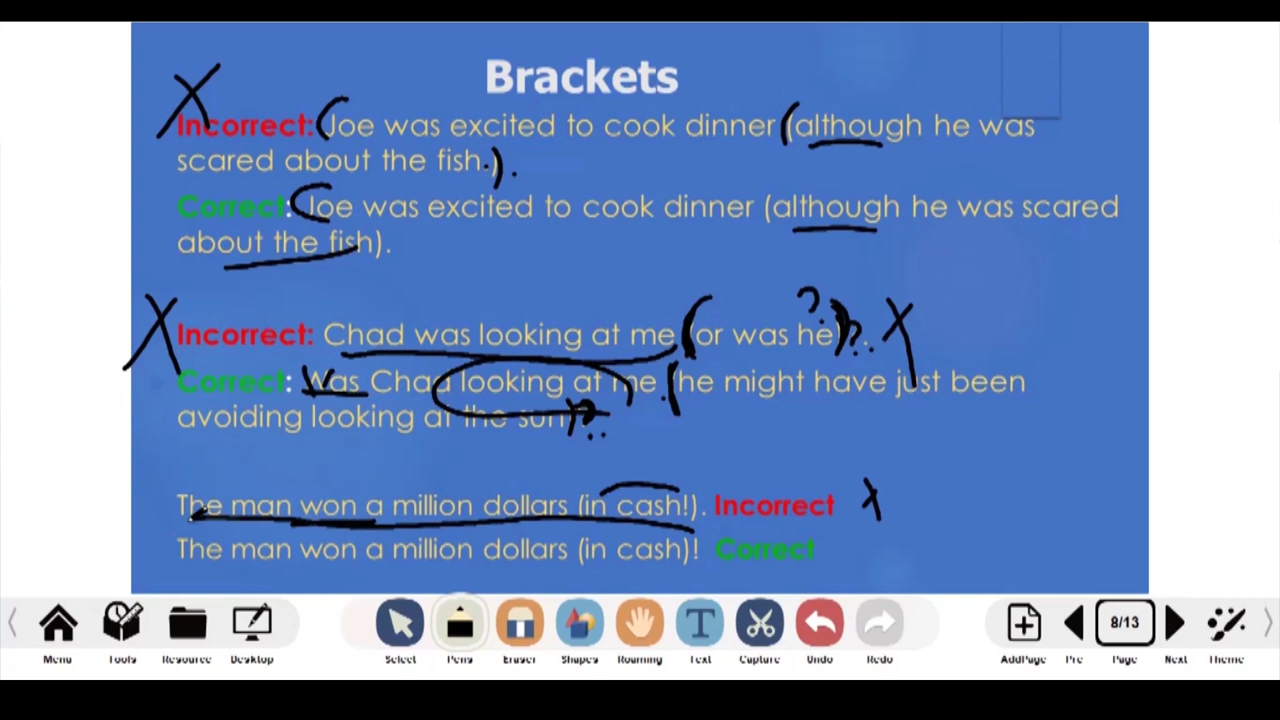 Brackets
Incorrect: Joe was excited to cook dinner (although he was
scared about the fish.).
Correct: Joe was excited to cook dinner (although he was scared
about the fish).
Incorrect: Chad was looking at me (or was he)?.
Correct: Was Chad looking at me (he might have just been
avoiding looking at the sun)?
The man won a million dollars (in cash!). Incorrect
The man won a million dollars (in cash)! Correct
8/13
Menu Tools Resource Desktop Select Pens Eraser Shapes Roaming Text Capture Undo Redo AddPage Pre Page Next Theme